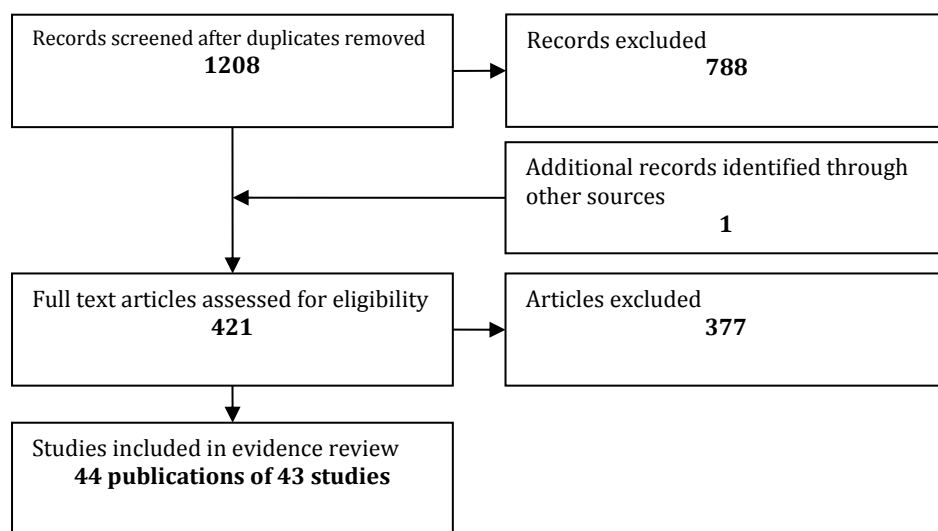 Records screened after duplicates removed
1208
Records excluded
788
Additional records identified through
other sources
1
Full text articles assessed for eligibility
421
Articles excluded
377
Studies included in evidence review
44 publications of 43 studies